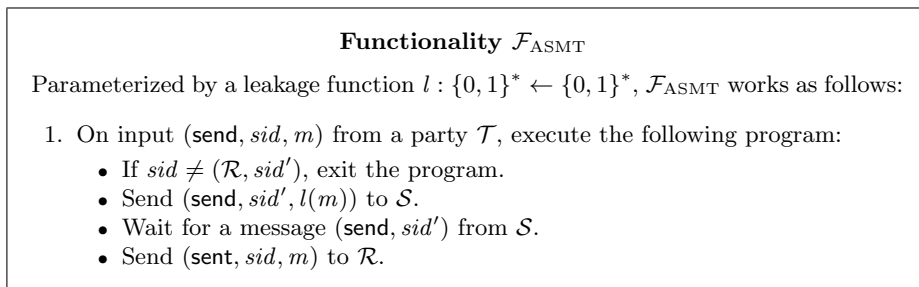 Functionality F_ASMT
Parameterized by a leakage function l : {0, 1}* ← {0, 1}*, F_ASMT works as follows:
1. On input (send, sid, m) from a party T, execute the following program:
• If sid ≠ (R, sid′), exit the program.
• Send (send, sid′, l(m)) to S.
• Wait for a message (send, sid′) from S.
• Send (sent, sid, m) to R.